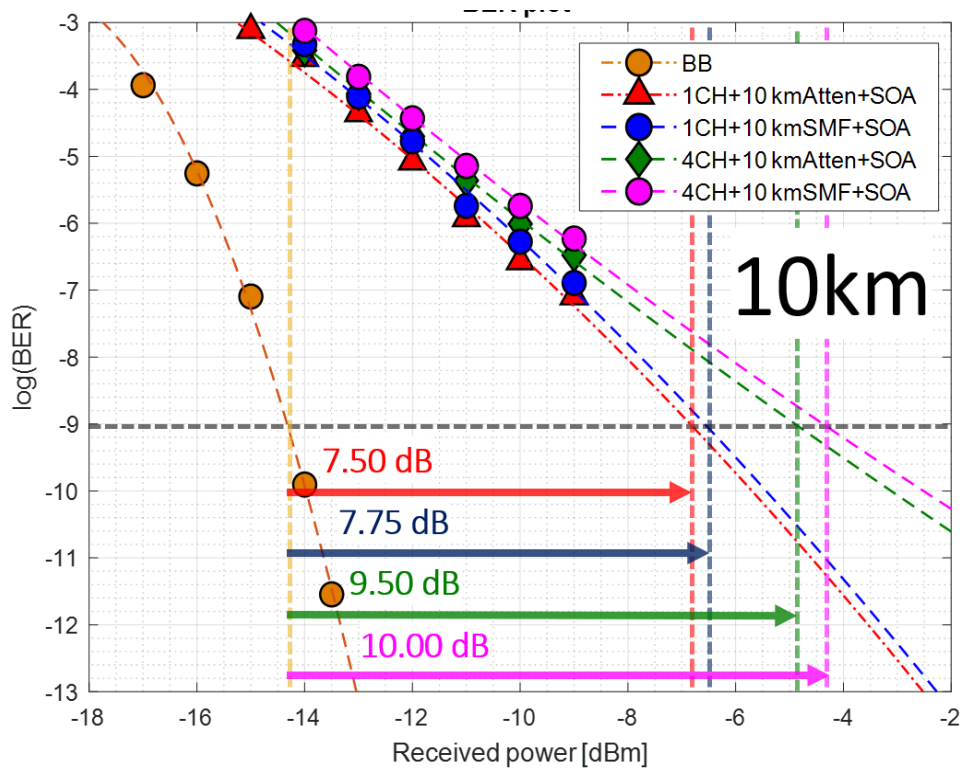 BER plot
BB
1CH+10 kmAtten+SOA
1CH+10 kmSMF+SOA
4CH+10 kmAtten+SOA
4CH+10 kmSMF+SOA
10km
7.50 dB
7.75 dB
9.50 dB
10.00 dB
log(BER)
-3
-4
-5
-6
-7
-8
-9
-10
-11
-12
-13
-18
-16
-14
-12
-10
-8
-6
-4
-2
Received power [dBm]